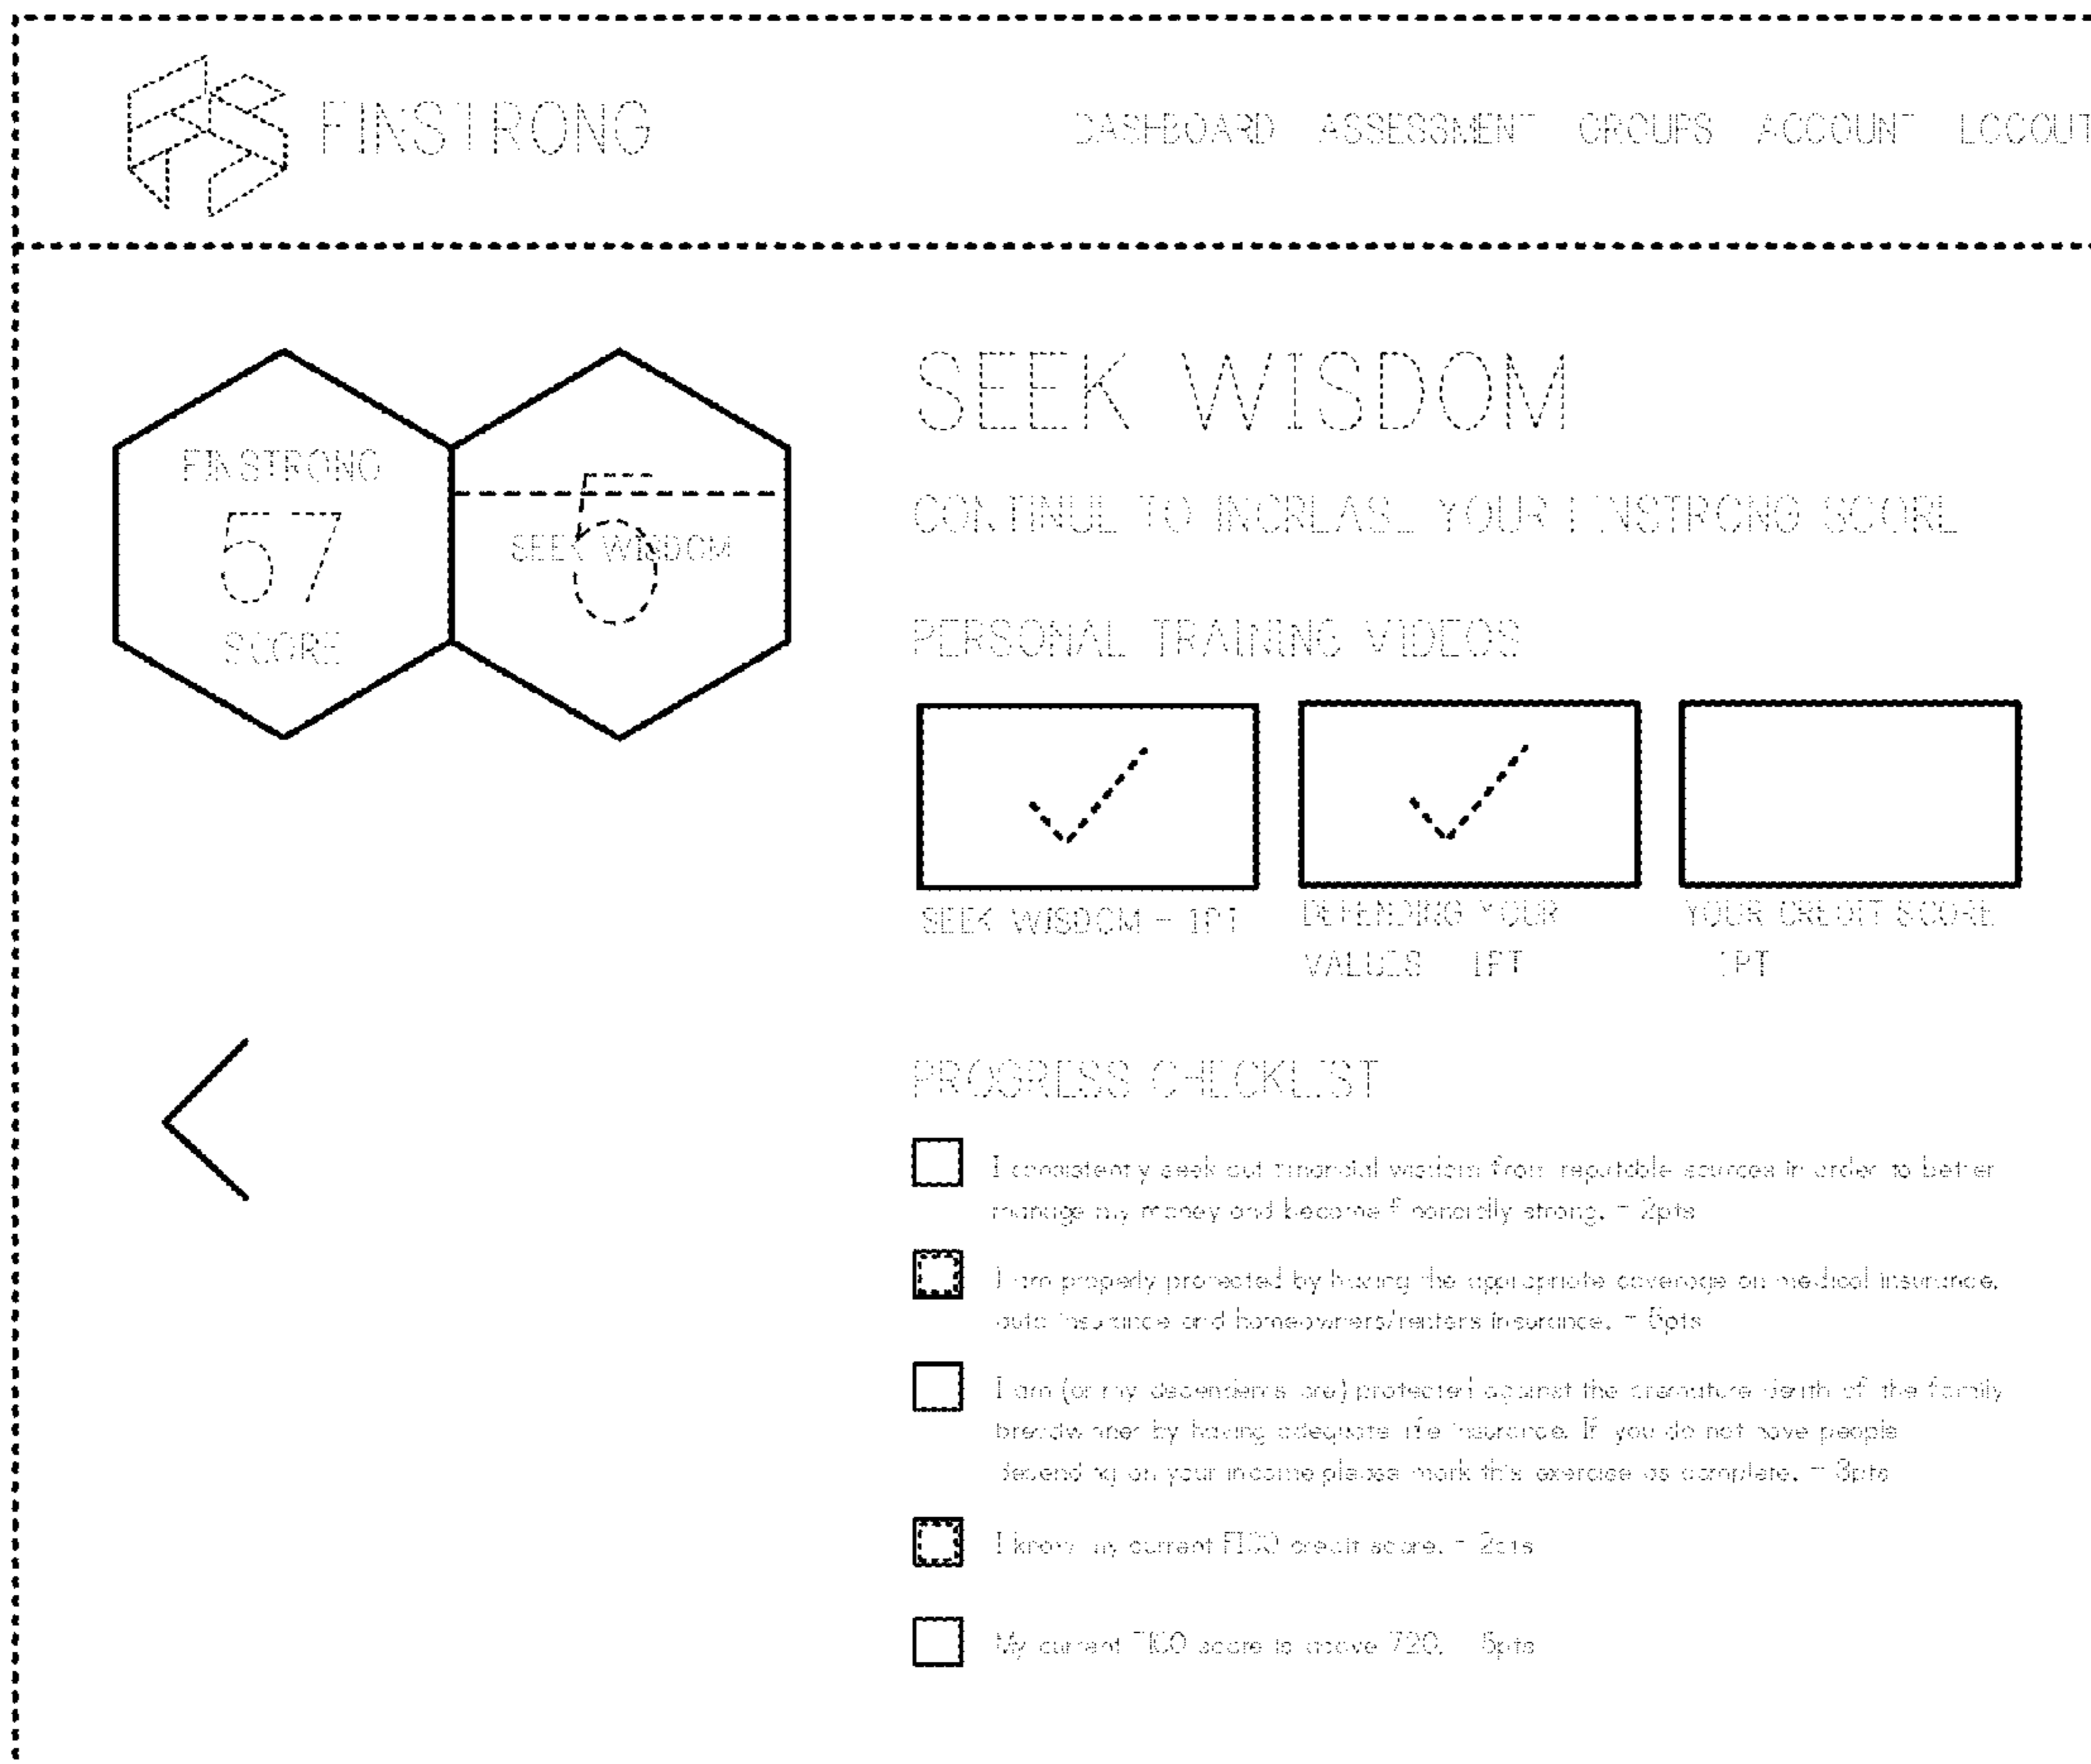 FINSTRONG
DASHBOARD ASSESSMENT GROUPS ACCOUNT LOGOUT
FINSTRONG
57
SCORE
5
SEEK WISDOM
SEEK WISDOM
CONTINUE TO INCREASE YOUR FINSTRONG SCORE
PERSONAL TRAINING VIDEOS
SEEK WISDOM - 1PT
DEFENDING YOUR
VALUES - 1PT
YOUR CREDIT SCORE
- 1PT
PROGRESS CHECKLIST
I consistently seek out financial wisdom from reputable sources in order to better
manage my money and become financially strong. - 2pts
I am properly protected by having the appropriate coverage on medical insurance,
auto insurance and homeowners/renters insurance. - 5pts
I am (or my dependents are) protected against the premature death of the family
breadwinner by having adequate life insurance. If you do not have people
depending on your income please mark this exercise as complete. - 3pts
I know my current FICO credit score. - 2pts
My current FICO score is above 720. - 5pts